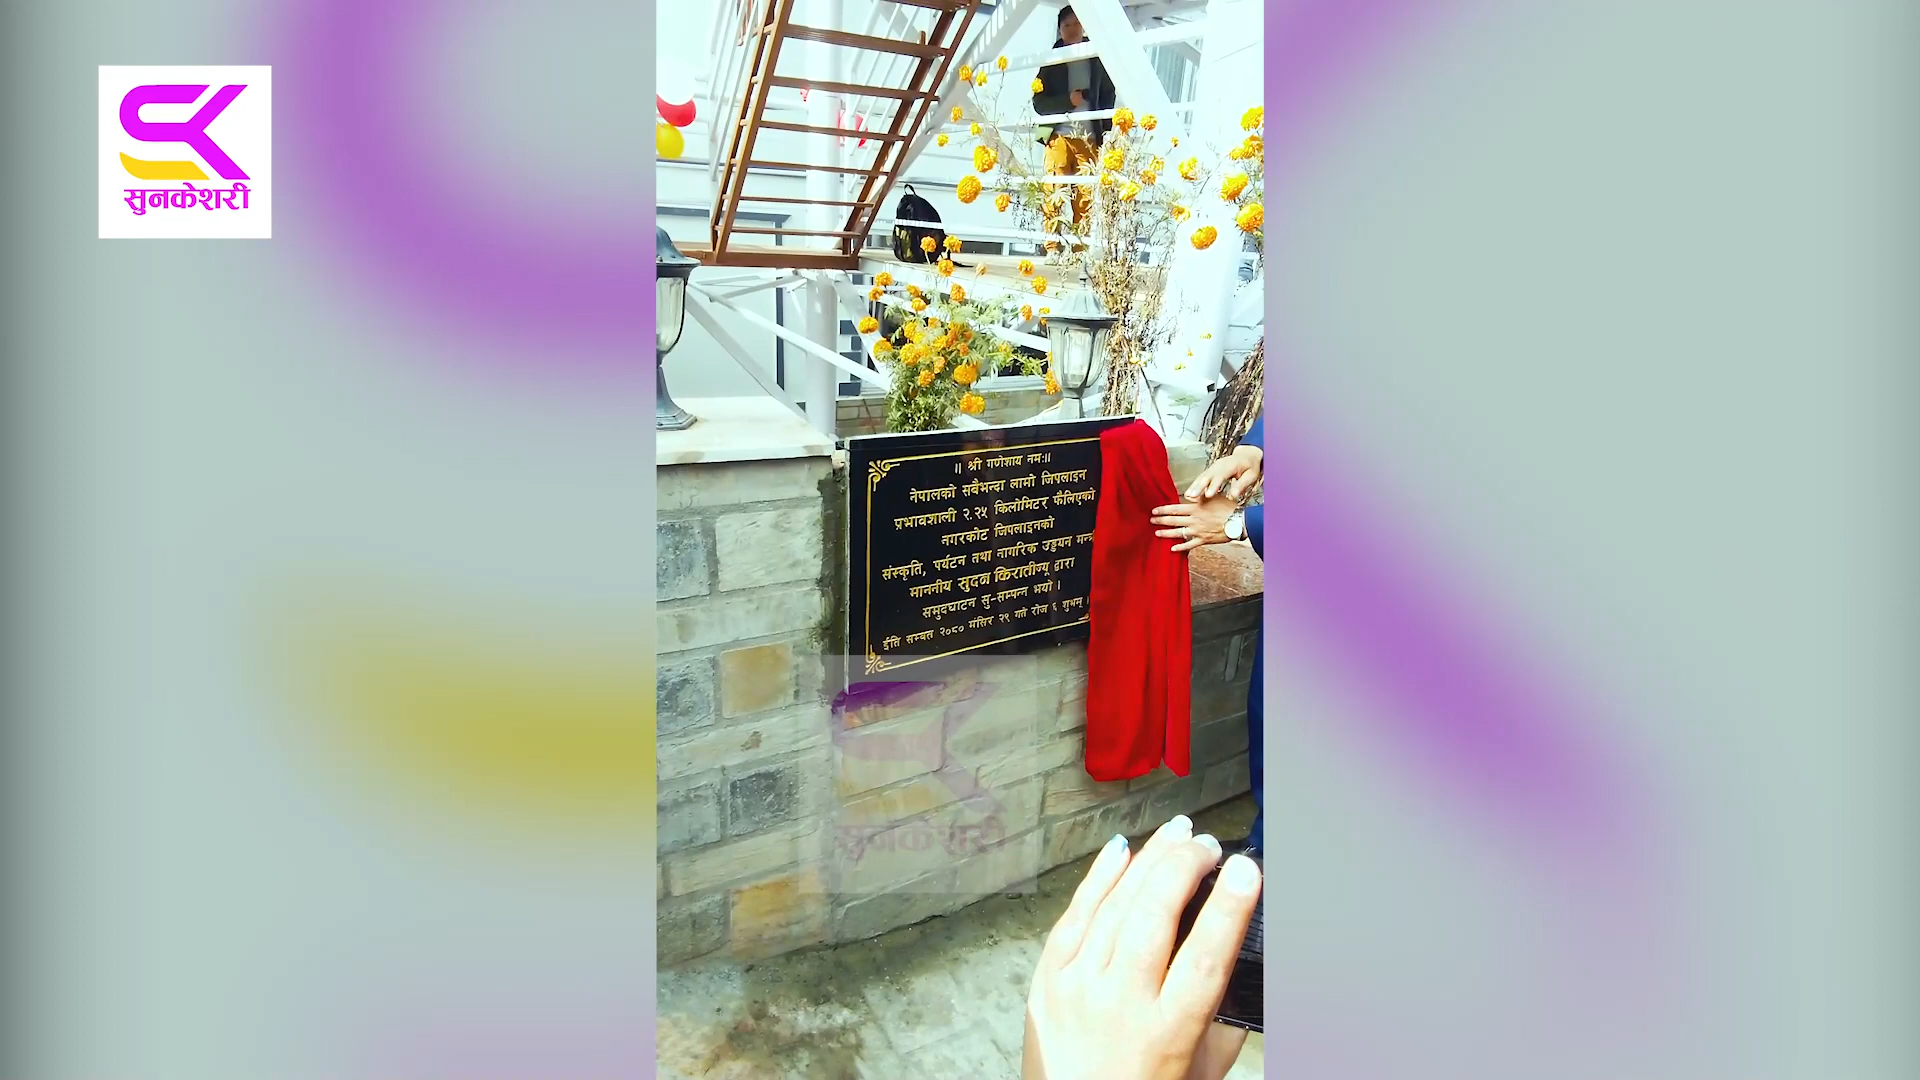 SK
सुनकेशरी
॥ श्री गणेशाय नमः॥
नेपालको सबैभन्दा लामो जिपलाइन
प्रभावशाली २.२५ किलोमिटर फैलिएको
नगरकोट जिपलाइनको
संस्कृति, पर्यटन तथा नागरिक उड्डयन मन्त्री
माननीय सुदन किरातीज्यू द्वारा
समुद्घाटन सु-सम्पन्न भयो ।
ईति सम्वत २०८० मंसिर २९ गते रोज ६ शुभम् ।
सुनकेशरी